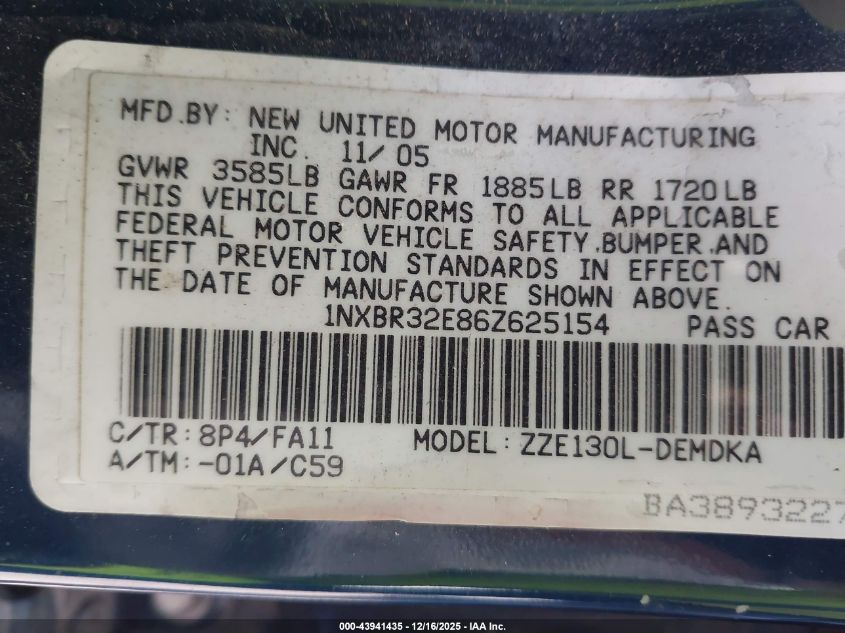 MFD.BY: NEW UNITED MOTOR MANUFACTURING
INC. 11/05
GVWR 3585LB GAWR FR 1885LB RR 1720LB
THIS VEHICLE CONFORMS TO ALL APPLICABLE
FEDERAL MOTOR VEHICLE SAFETY.BUMPER.AND
THEFT PREVENTION STANDARDS IN EFFECT ON
THE DATE OF MANUFACTURE SHOWN ABOVE.
1NXBR32E86Z625154 PASS CAR
C/TR:8P4/FA11 MODEL:ZZE130L-DEMDKA
A/TM:-01A/C59
BA3893227
000-43941435 - 12/16/2025 - IAA Inc.